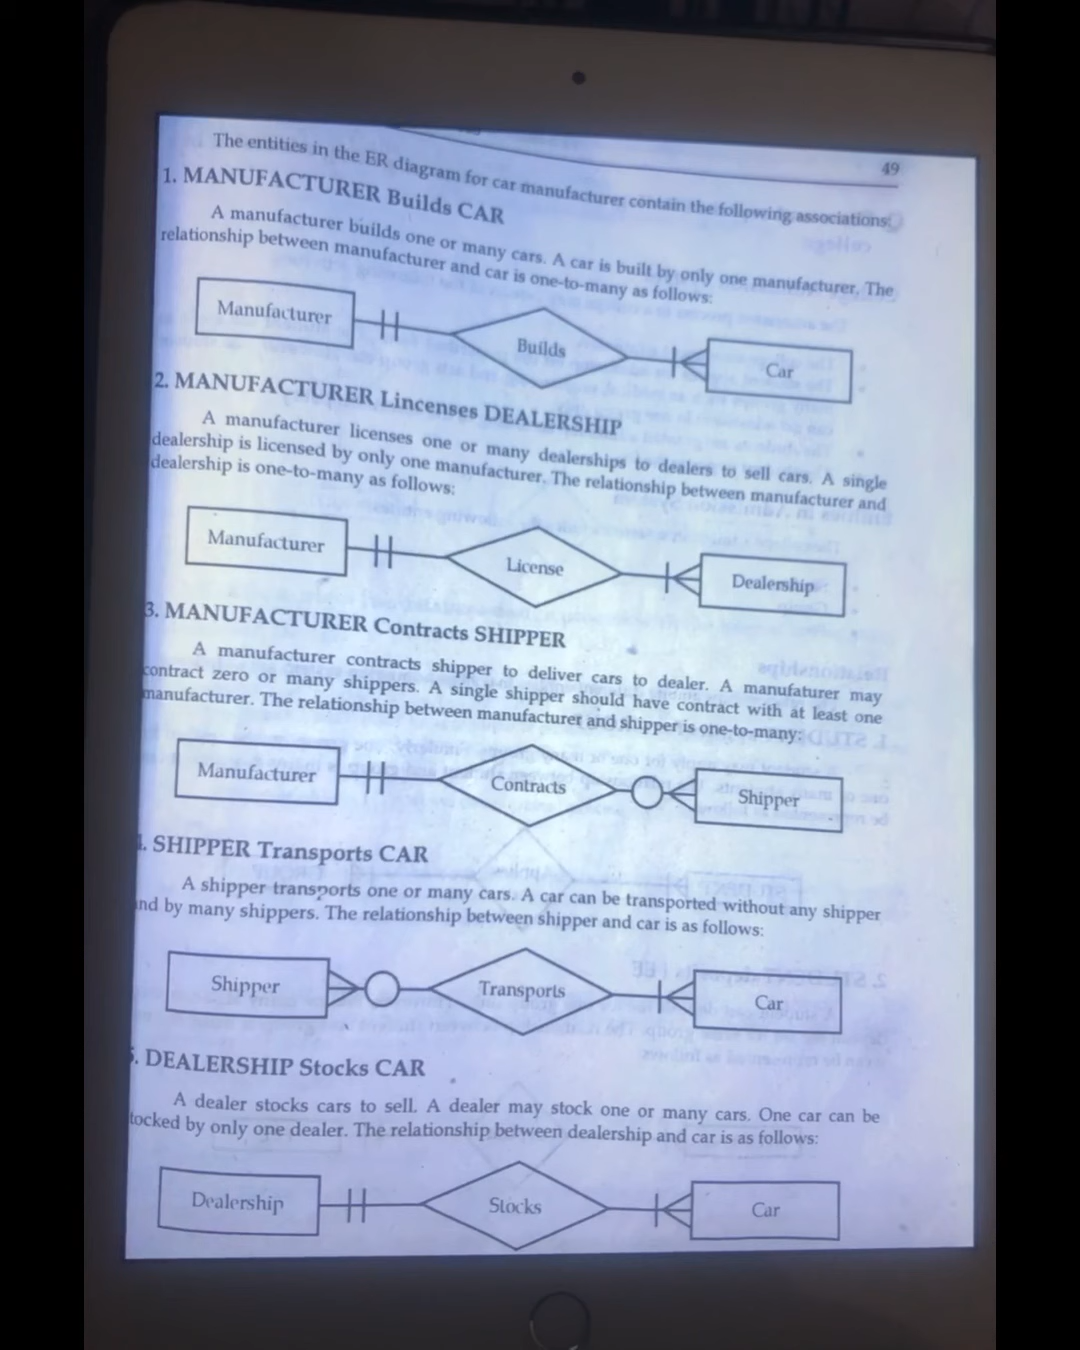 49
The entities in the ER diagram for car manufacturer contain the following associations:
1. MANUFACTURER Builds CAR
A manufacturer builds one or many cars. A car is built by only one manufacturer. The
relationship between manufacturer and car is one-to-many as follows:
Manufacturer Builds Car
2. MANUFACTURER Lincenses DEALERSHIP
A manufacturer licenses one or many dealerships to dealers to sell cars. A single
dealership is licensed by only one manufacturer. The relationship between manufacturer and
dealership is one-to-many as follows:
Manufacturer License Dealership
3. MANUFACTURER Contracts SHIPPER
A manufacturer contracts shipper to deliver cars to dealer. A manufaturer may
contract zero or many shippers. A single shipper should have contract with at least one
manufacturer. The relationship between manufacturer and shipper is one-to-many:
Manufacturer Contracts Shipper
. SHIPPER Transports CAR
A shipper transports one or many cars. A car can be transported without any shipper
nd by many shippers. The relationship between shipper and car is as follows:
Shipper Transports Car
5. DEALERSHIP Stocks CAR
A dealer stocks cars to sell. A dealer may stock one or many cars. One car can be
tocked by only one dealer. The relationship between dealership and car is as follows:
Dealership Stocks Car